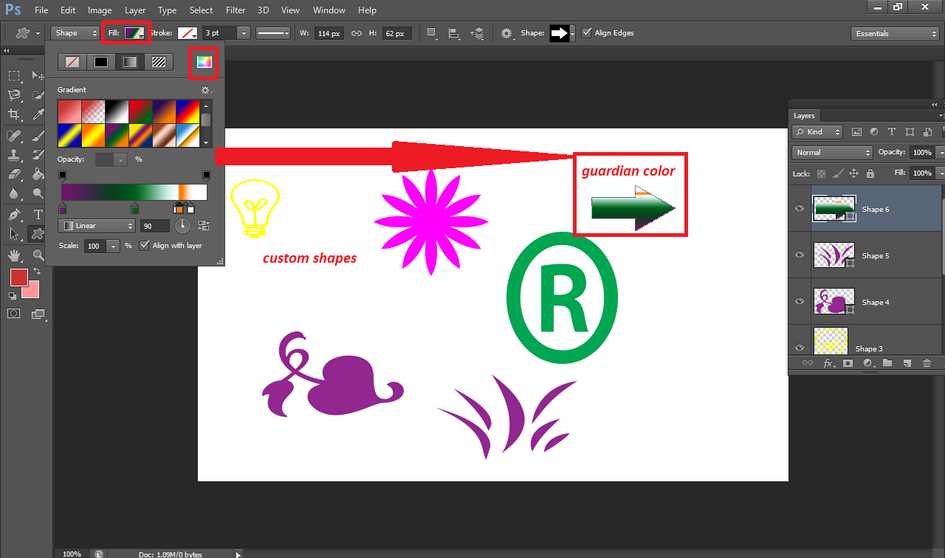 Ps File Edit Image Layer Type Select Filter 3D View Window Help
Shape Fill: Stroke: 3 pt W: 114 px H: 62 px Shape: Align Edges Essentials
Gradient
Opacity: %
Linear 90
Scale: 100 % Align with layer
custom shapes
guardian color
R
Layers
Kind
Normal Opacity: 100%
Lock: Fill: 100%
Shape 6
Shape 5
Shape 4
Shape 3
fx
T
100% Doc: 1.09M/0 bytes